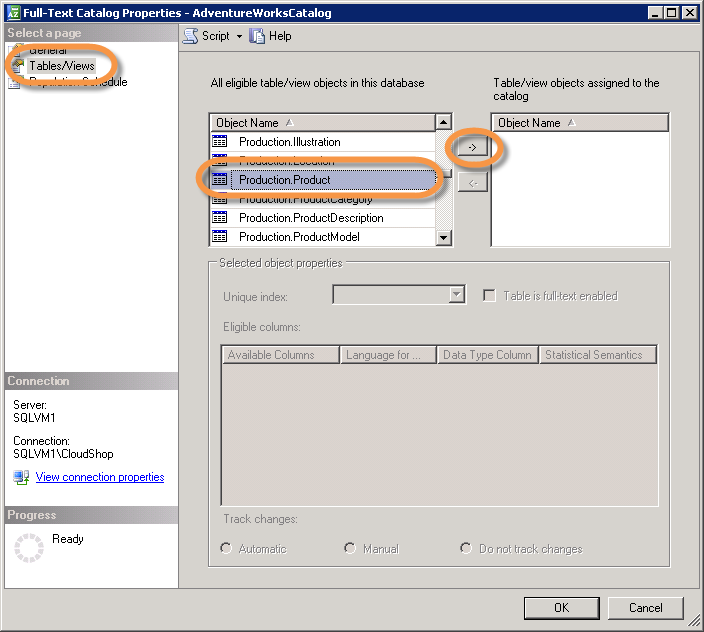 Full-Text Catalog Properties - AdventureWorksCatalog
Select a page
General
Tables/Views
Population Schedule
Script
Help
All eligible table/view objects in this database
Object Name
Production.Illustration
Production.Location
Production.Product
Production.ProductCategory
Production.ProductDescription
Production.ProductModel
->
<-
Table/view objects assigned to the
catalog
Object Name
Selected object properties
Unique index:
Table is full-text enabled
Eligible columns:
Available Columns
Language for ...
Data Type Column
Statistical Semantics
Track changes:
Automatic
Manual
Do not track changes
Connection
Server:
SQLVM1
Connection:
SQLVM1\CloudShop
View connection properties
Progress
Ready
OK
Cancel